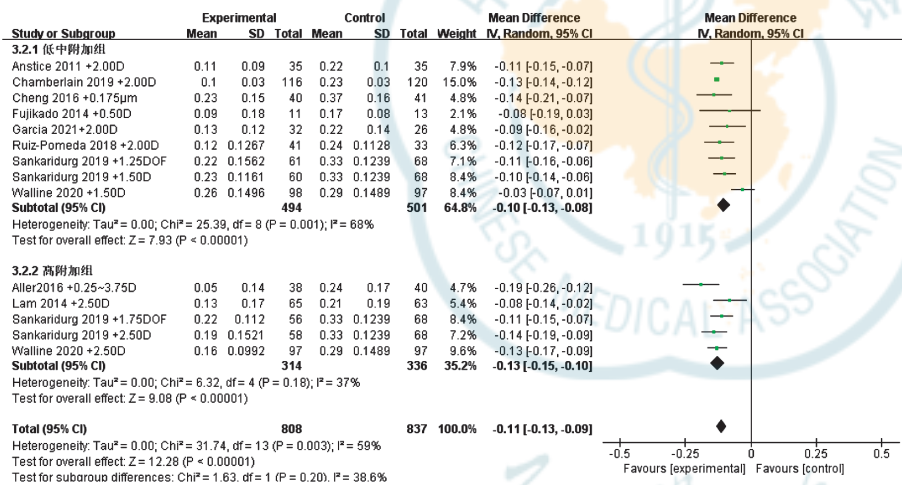 Experimental Control Mean Difference Mean Difference
Study or Subgroup Mean SD Total Mean SD Total Weight IV, Random, 95% CI IV, Random, 95% CI
3.2.1 低中附加组
Anstice 2011 +2.00D 0.11 0.09 35 0.22 0.1 35 7.9% -0.11 [-0.15, -0.07]
Chamberlain 2019 +2.00D 0.1 0.03 116 0.23 0.03 120 15.0% -0.13 [-0.14, -0.12]
Cheng 2016 +0.175μm 0.23 0.15 40 0.37 0.16 41 4.9% -0.14 [-0.21, -0.07]
Fujikado 2014 +0.50D 0.09 0.18 11 0.17 0.08 13 2.1% -0.08 [-0.19, 0.03]
Garcia 2021+2.00D 0.13 0.12 32 0.22 0.14 26 4.8% -0.09 [-0.16, -0.02]
Ruiz-Pomeda 2018 +2.00D 0.12 0.1267 41 0.24 0.1128 33 6.3% -0.12 [-0.17, -0.07]
Sankaridurg 2019 +1.25DOF 0.22 0.1562 61 0.33 0.1239 68 7.0% -0.11 [-0.16, -0.06]
Sankaridurg 2019 +1.50D 0.23 0.1161 60 0.33 0.1239 68 8.4% -0.10 [-0.14, -0.06]
Walline 2020 +1.50D 0.26 0.1496 98 0.29 0.1489 97 8.4% -0.03 [-0.07, 0.01]
Subtotal (95% CI) 494 501 64.8% -0.10 [-0.13, -0.08]
Heterogeneity: Tau² = 0.00; Chi² = 25.39, df = 8 (P = 0.001); I² = 68%
Test for overall effect: Z = 7.93 (P < 0.00001)
3.2.2 高附加组
Aller2016 +0.25~3.75D 0.05 0.14 38 0.24 0.17 40 4.7% -0.19 [-0.26, -0.12]
Lam 2014 +2.50D 0.13 0.17 65 0.21 0.19 63 5.4% -0.08 [-0.14, -0.02]
Sankaridurg 2019 +1.75DOF 0.22 0.112 56 0.33 0.1239 68 8.4% -0.11 [-0.15, -0.07]
Sankaridurg 2019 +2.50D 0.19 0.1521 58 0.33 0.1239 68 7.2% -0.14 [-0.19, -0.09]
Walline 2020 +2.50D 0.16 0.0992 97 0.29 0.1489 97 9.6% -0.13 [-0.17, -0.09]
Subtotal (95% CI) 314 336 35.2% -0.13 [-0.15, -0.10]
Heterogeneity: Tau² = 0.00; Chi² = 6.32, df = 4 (P = 0.18); I² = 37%
Test for overall effect: Z = 9.08 (P < 0.00001)
Total (95% CI) 808 837 100.0% -0.11 [-0.13, -0.09]
Heterogeneity: Tau² = 0.00; Chi² = 31.74, df = 13 (P = 0.003); I² = 59%
Test for overall effect: Z = 12.28 (P < 0.00001)
Test for subgroup differences: Chi² = 1.63, df = 1 (P = 0.20), I² = 38.6%
-0.5 -0.25 0 0.25 0.5
Favours [experimental] Favours [control]
1915
CHINESE MEDICAL ASSOCIATION